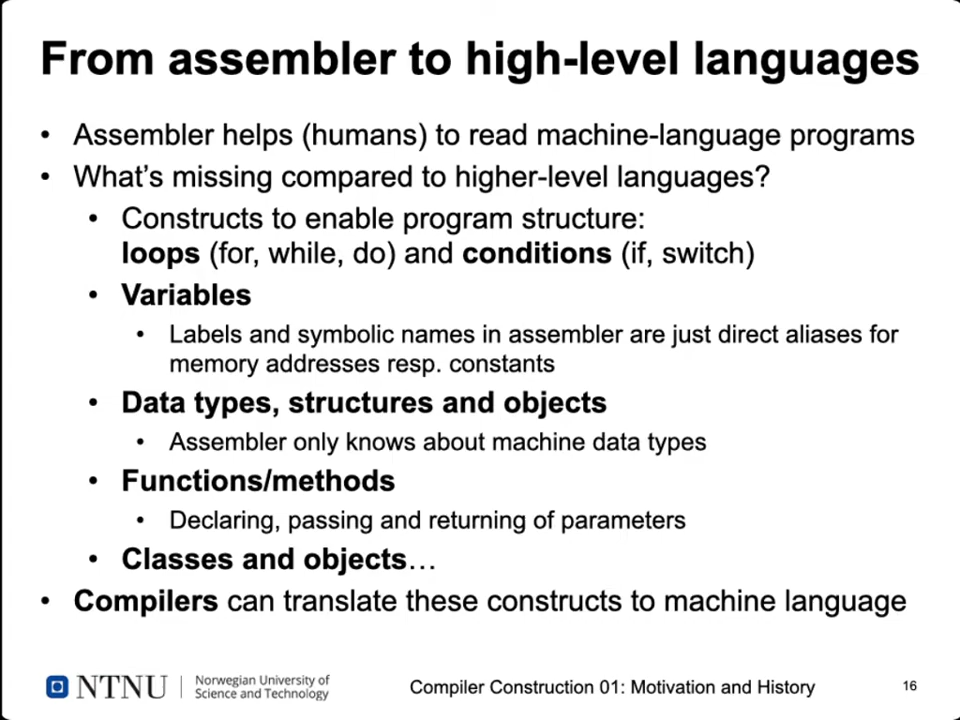 From assembler to high-level languages
• Assembler helps (humans) to read machine-language programs
• What’s missing compared to higher-level languages?
• Constructs to enable program structure:
loops (for, while, do) and conditions (if, switch)
• Variables
• Labels and symbolic names in assembler are just direct aliases for
memory addresses resp. constants
• Data types, structures and objects
• Assembler only knows about machine data types
• Functions/methods
• Declaring, passing and returning of parameters
• Classes and objects…
• Compilers can translate these constructs to machine language
NTNU
Norwegian University of
Science and Technology
Compiler Construction 01: Motivation and History
16